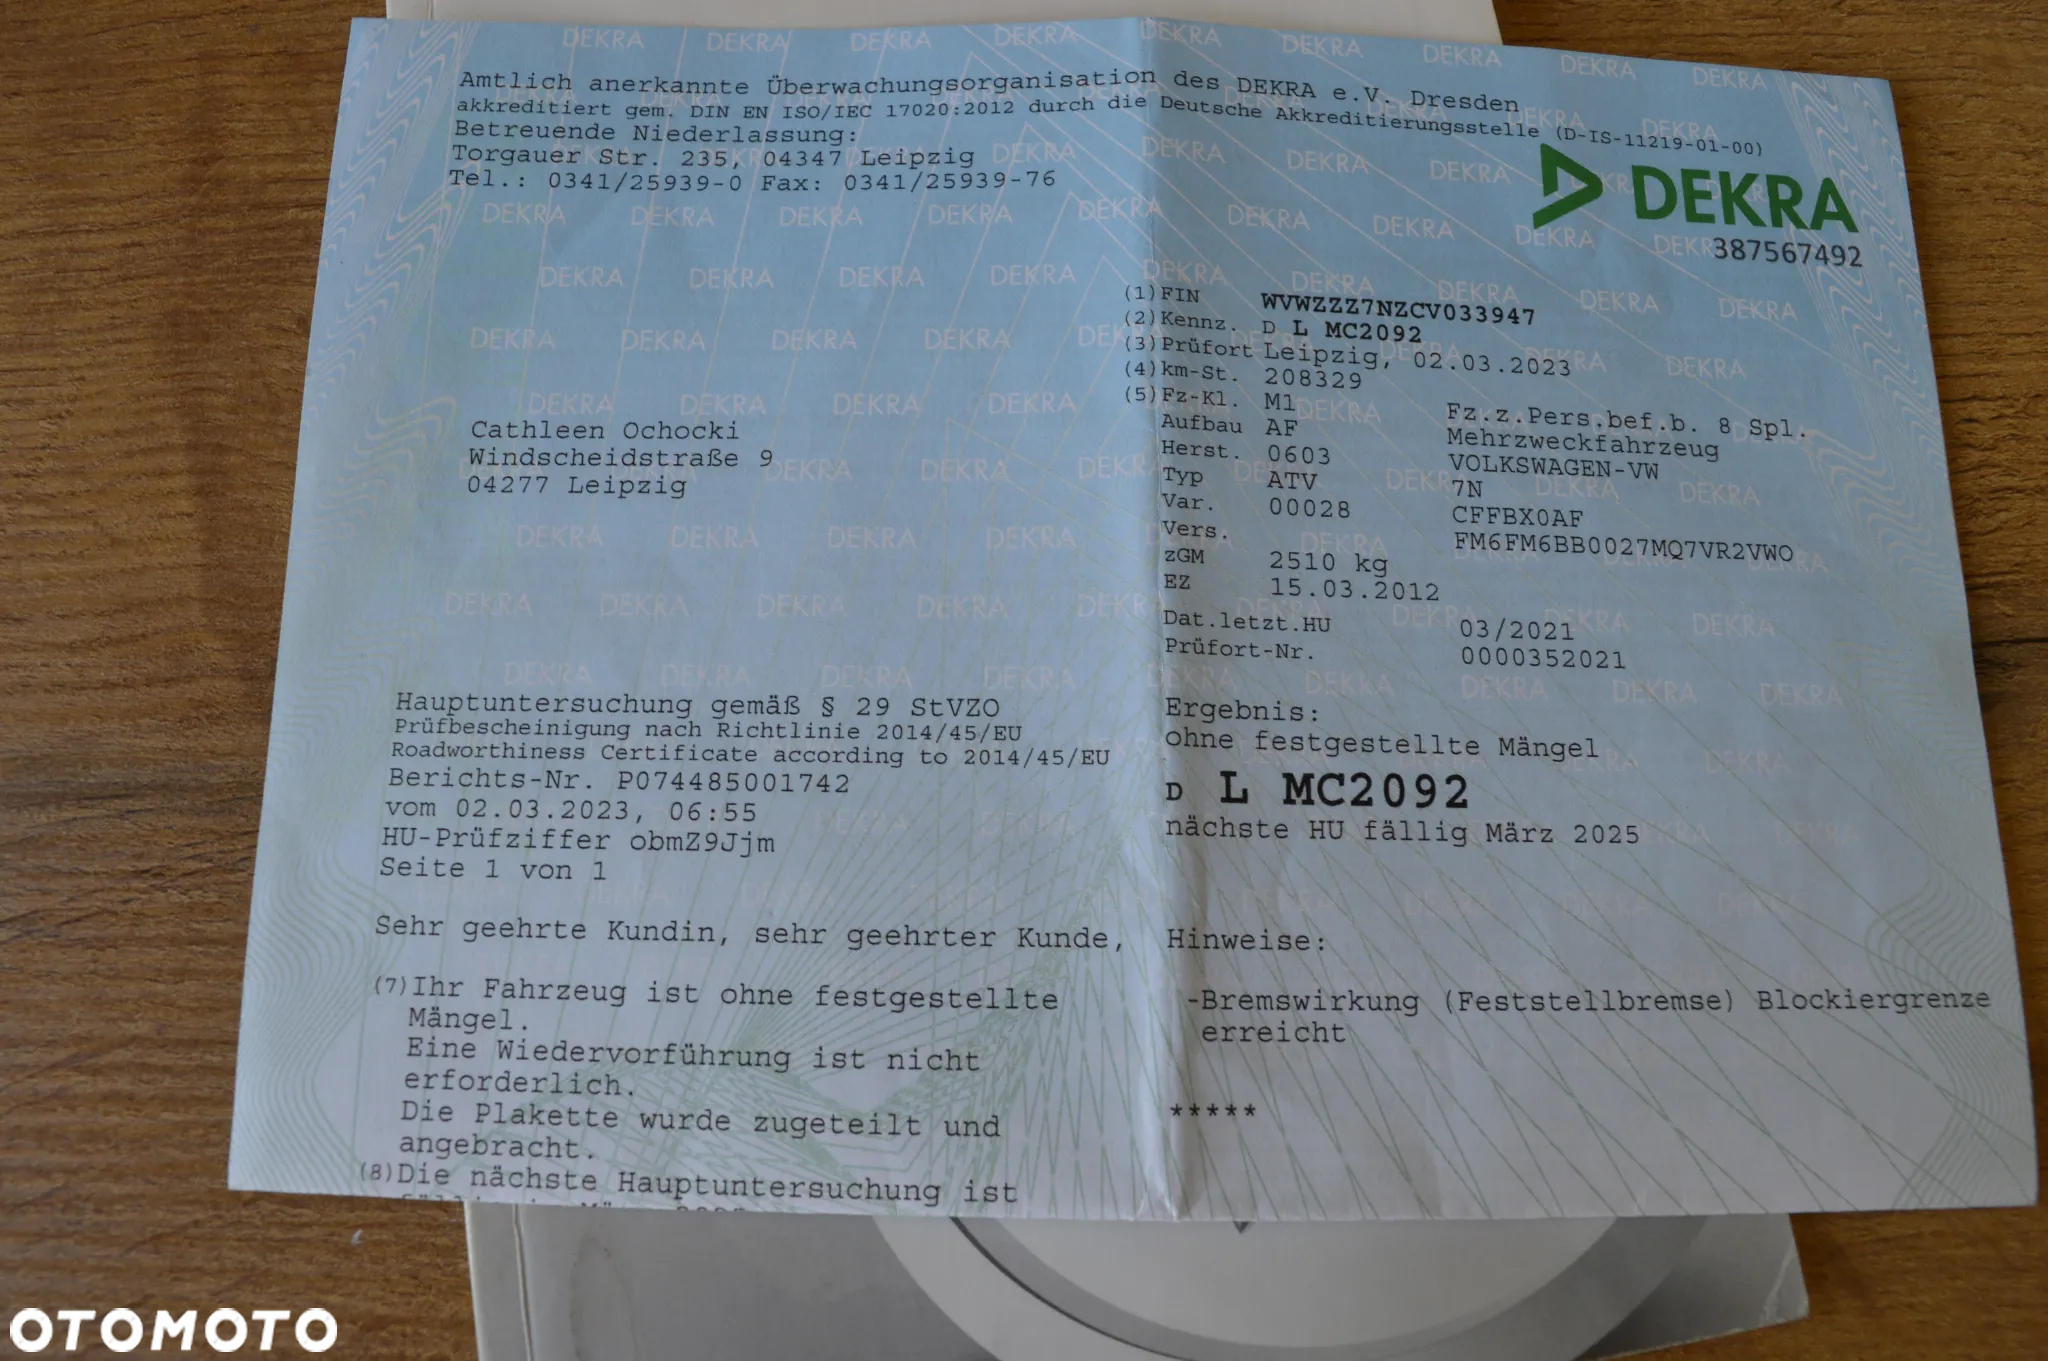 Amtlich anerkannte Überwachungsorganisation des DEKRA e.V. Dresden
akkreditiert gem. DIN EN ISO/IEC 17020:2012 durch die Deutsche Akkreditierungsstelle (D-IS-11219-01-00)
Betreuende Niederlassung:
Torgauer Str. 235, 04347 Leipzig
Tel.: 0341/25939-0 Fax: 0341/25939-76
DEKRA
387567492
(1) FIN WVWZZZ7NZCV033947
(2) Kennz. D L MC2092
(3) Prüfort Leipzig, 02.03.2023
(4) km-St. 208329
(5) Fz-Kl. M1 Fz.z.Pers.bef.b. 8 Spl.
Aufbau AF Mehrzweckfahrzeug
Herst. 0603 VOLKSWAGEN-VW
Typ ATV 7N
Var. 00028 CFFBX0AF
Vers. FM6FM6BB0027MQ7VR2VWO
zGM 2510 kg
EZ 15.03.2012
Dat.letzt.HU 03/2021
Prüfort-Nr. 0000352021
Cathleen Ochocki
Windscheidstraße 9
04277 Leipzig
Hauptuntersuchung gemäß § 29 StVZO
Prüfbescheinigung nach Richtlinie 2014/45/EU
Roadworthiness Certificate according to 2014/45/EU
Berichts-Nr. P074485001742
vom 02.03.2023, 06:55
HU-Prüfziffer obmZ9Jjm
Seite 1 von 1
Ergebnis:
ohne festgestellte Mängel
D L MC2092
nächste HU fällig März 2025
Sehr geehrte Kundin, sehr geehrter Kunde,
(7) Ihr Fahrzeug ist ohne festgestellte
Mängel.
Eine Wiedervorführung ist nicht
erforderlich.
Die Plakette wurde zugeteilt und
angebracht.
(8) Die nächste Hauptuntersuchung ist
Hinweise:
-Bremswirkung (Feststellbremse) Blockiergrenze
erreicht
*****
OTOMOTO